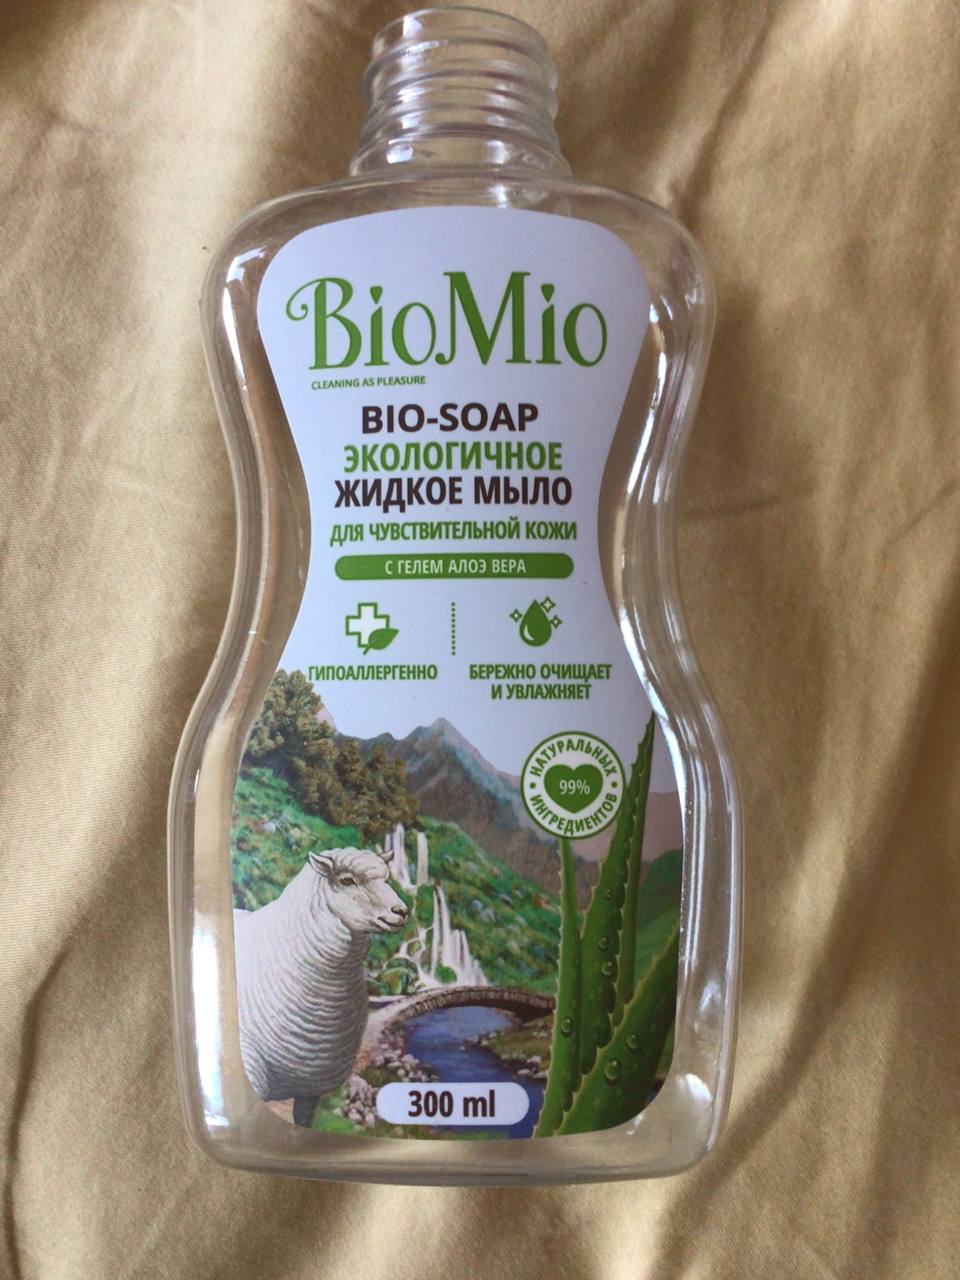 BioMio
CLEANING AS PLEASURE
BIO-SOAP
ЭКОЛОГИЧНОЕ
ЖИДКОЕ МЫЛО
ДЛЯ ЧУВСТВИТЕЛЬНОЙ КОЖИ
С ГЕЛЕМ АЛОЭ ВЕРА
ГИПОАЛЛЕРГЕННО
БЕРЕЖНО ОЧИЩАЕТ
И УВЛАЖНЯЕТ
НАТУРАЛЬНЫХ
99%
ИНГРЕДИЕНТОВ
300 ml